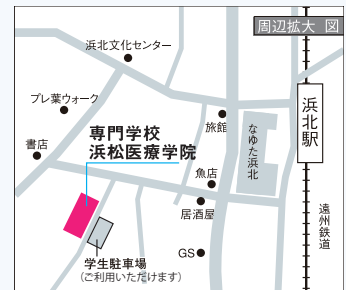 周辺拡大 図
浜北文化センター
プレ葉ウォーク
書店
専門学校
浜松医療学院
旅館
なゆた浜北
浜北駅
魚店
居酒屋
遠州鉄道
GS
学生駐車場
(ご利用いただけます)